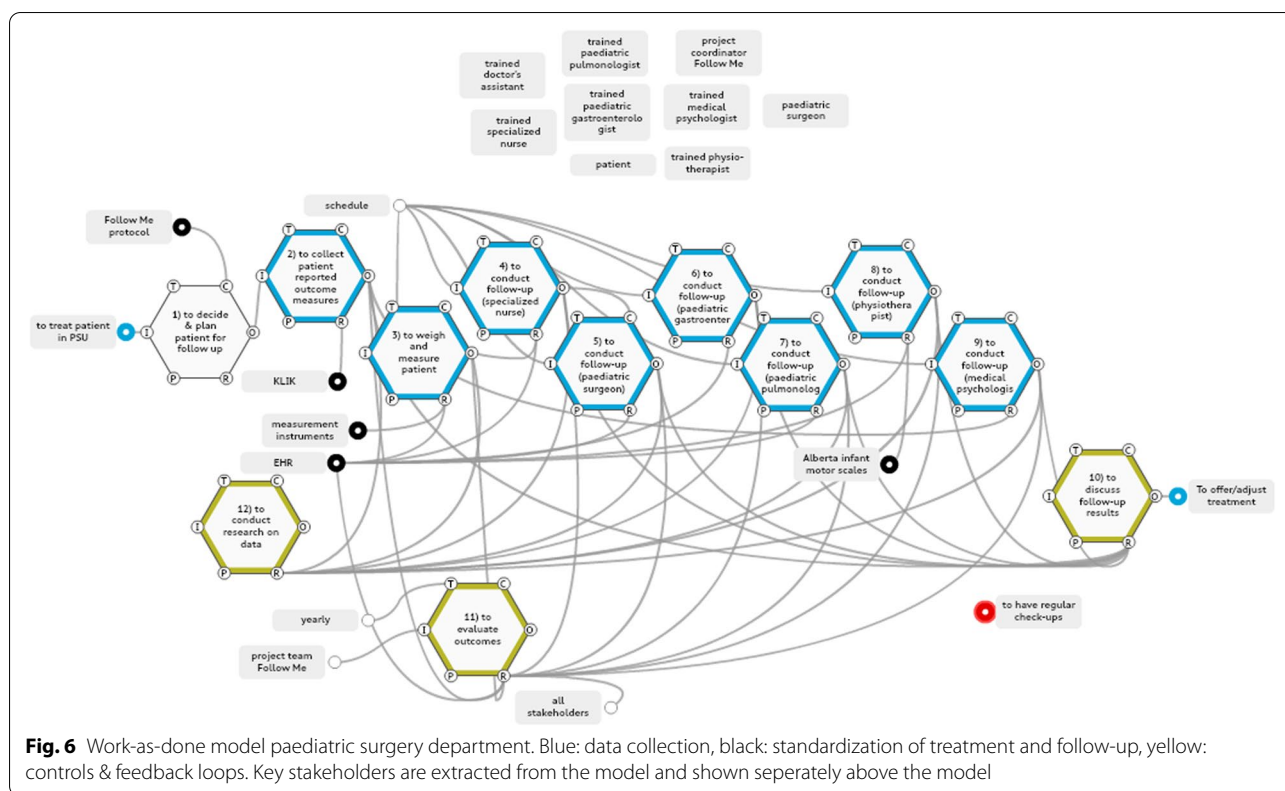 trained
paediatric
pulmonologist
project
coordinator
Follow Me
trained
doctor's
assistant
trained
paediatric
gastroenterolo
gist
trained
medical
psychologist
paediatric
surgeon
trained
specialized
nurse
patient
trained physio-
therapist
schedule
Follow Me
protocol
T C
2) to collect
patient
reported
outcome
measures
I O
P R
T C
4) to
conduct
follow-up
(specialized
nurse)
I O
P R
T C
6) to
conduct
follow-up
(paediatric
gastroenter
I O
P R
T C
8) to
conduct
follow-up
(physiothera
pist)
I O
P R
T C
1) to decide
& plan
patient for
follow up
I O
P R
to treat patient
in PSU
T C
3) to weigh
and
measure
patient
I O
P R
T C
5) to
conduct
follow-up
(paediatric
surgeon)
I O
P R
T C
7) to
conduct
follow-up
(paediatric
pulmonolog
I O
P R
T C
9) to
conduct
follow-up
(medical
psychologis
I O
P R
KLIK
measurement
instruments
EHR
Alberta infant
motor scales
T C
10) to
discuss
follow-up
results
I O
P R
To offer/adjust
treatment
T C
12) to
conduct
research on
data
I O
P R
yearly
project team
Follow Me
T C
11) to
evaluate
outcomes
I O
P R
all
stakeholders
to have regular
check-ups
Fig. 6 Work-as-done model paediatric surgery department. Blue: data collection, black: standardization of treatment and follow-up, yellow:
controls & feedback loops. Key stakeholders are extracted from the model and shown seperately above the model